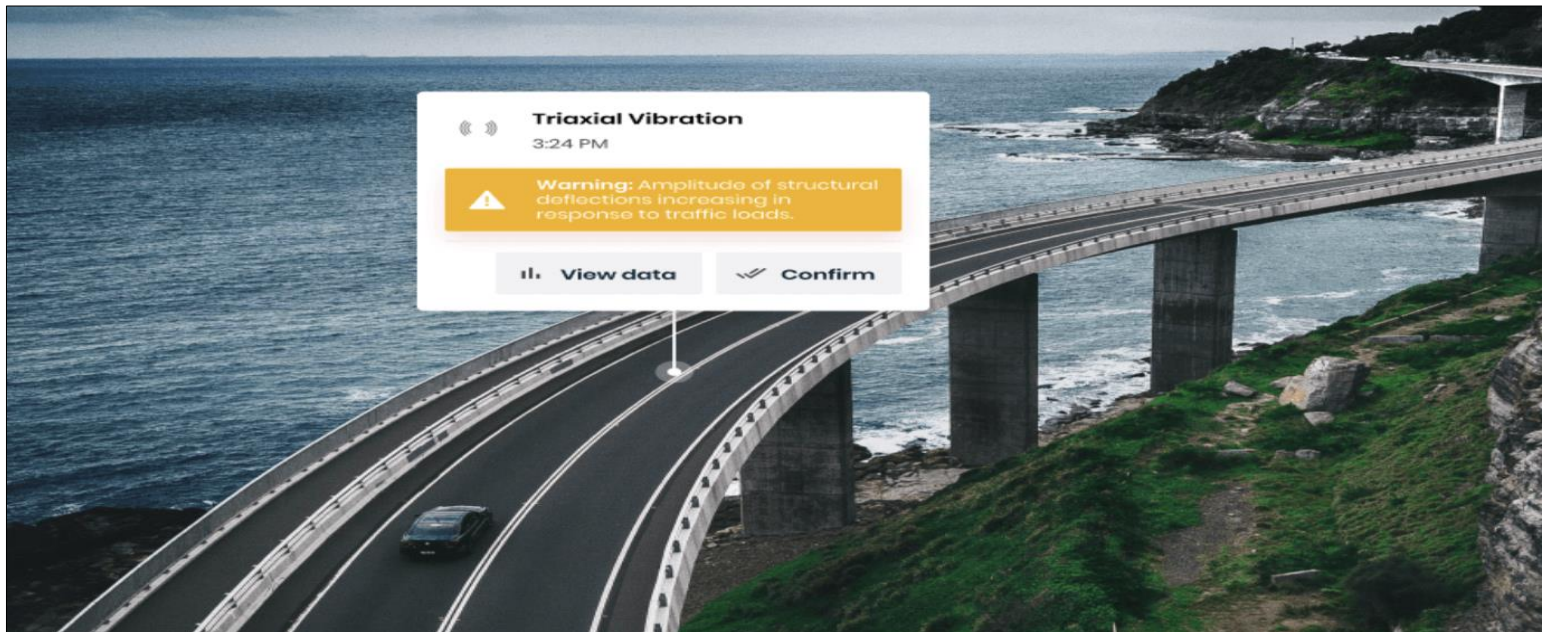 Triaxial Vibration
3:24 PM
Warning: Amplitude of structural
deflections increasing in
response to traffic loads.
View data
Confirm